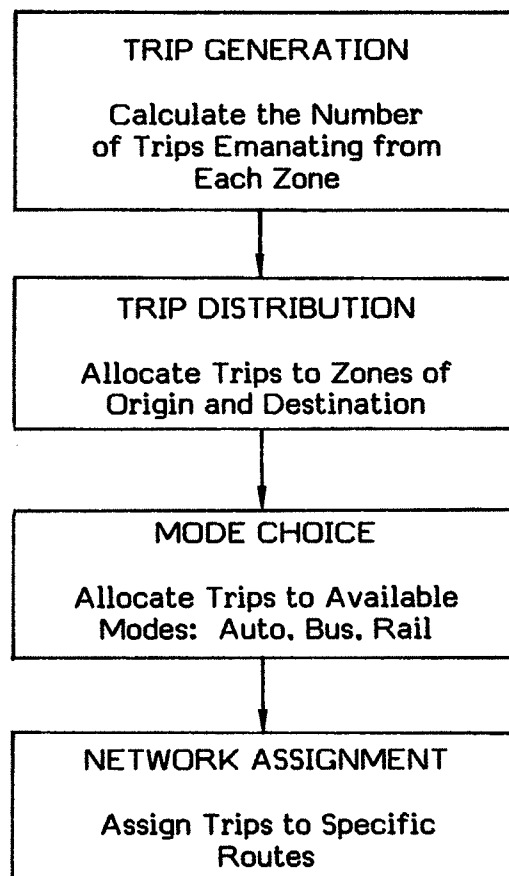 TRIP GENERATION
Calculate the Number
of Trips Emanating from
Each Zone
TRIP DISTRIBUTION
Allocate Trips to Zones of
Origin and Destination
MODE CHOICE
Allocate Trips to Available
Modes: Auto, Bus, Rail
NETWORK ASSIGNMENT
Assign Trips to Specific
Routes